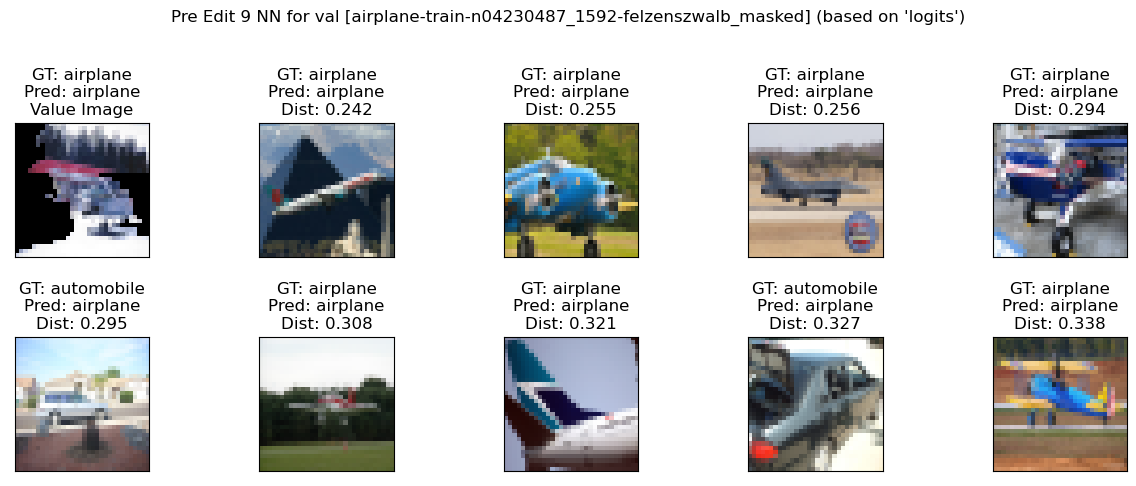 Pre Edit 9 NN for val [airplane-train-n04230487_1592-felzenszwalb_masked] (based on 'logits')
GT: airplane
Pred: airplane
Value Image
GT: airplane
Pred: airplane
Dist: 0.242
GT: airplane
Pred: airplane
Dist: 0.255
GT: airplane
Pred: airplane
Dist: 0.256
GT: airplane
Pred: airplane
Dist: 0.294
GT: automobile
Pred: airplane
Dist: 0.295
GT: airplane
Pred: airplane
Dist: 0.308
GT: airplane
Pred: airplane
Dist: 0.321
GT: automobile
Pred: airplane
Dist: 0.327
GT: airplane
Pred: airplane
Dist: 0.338